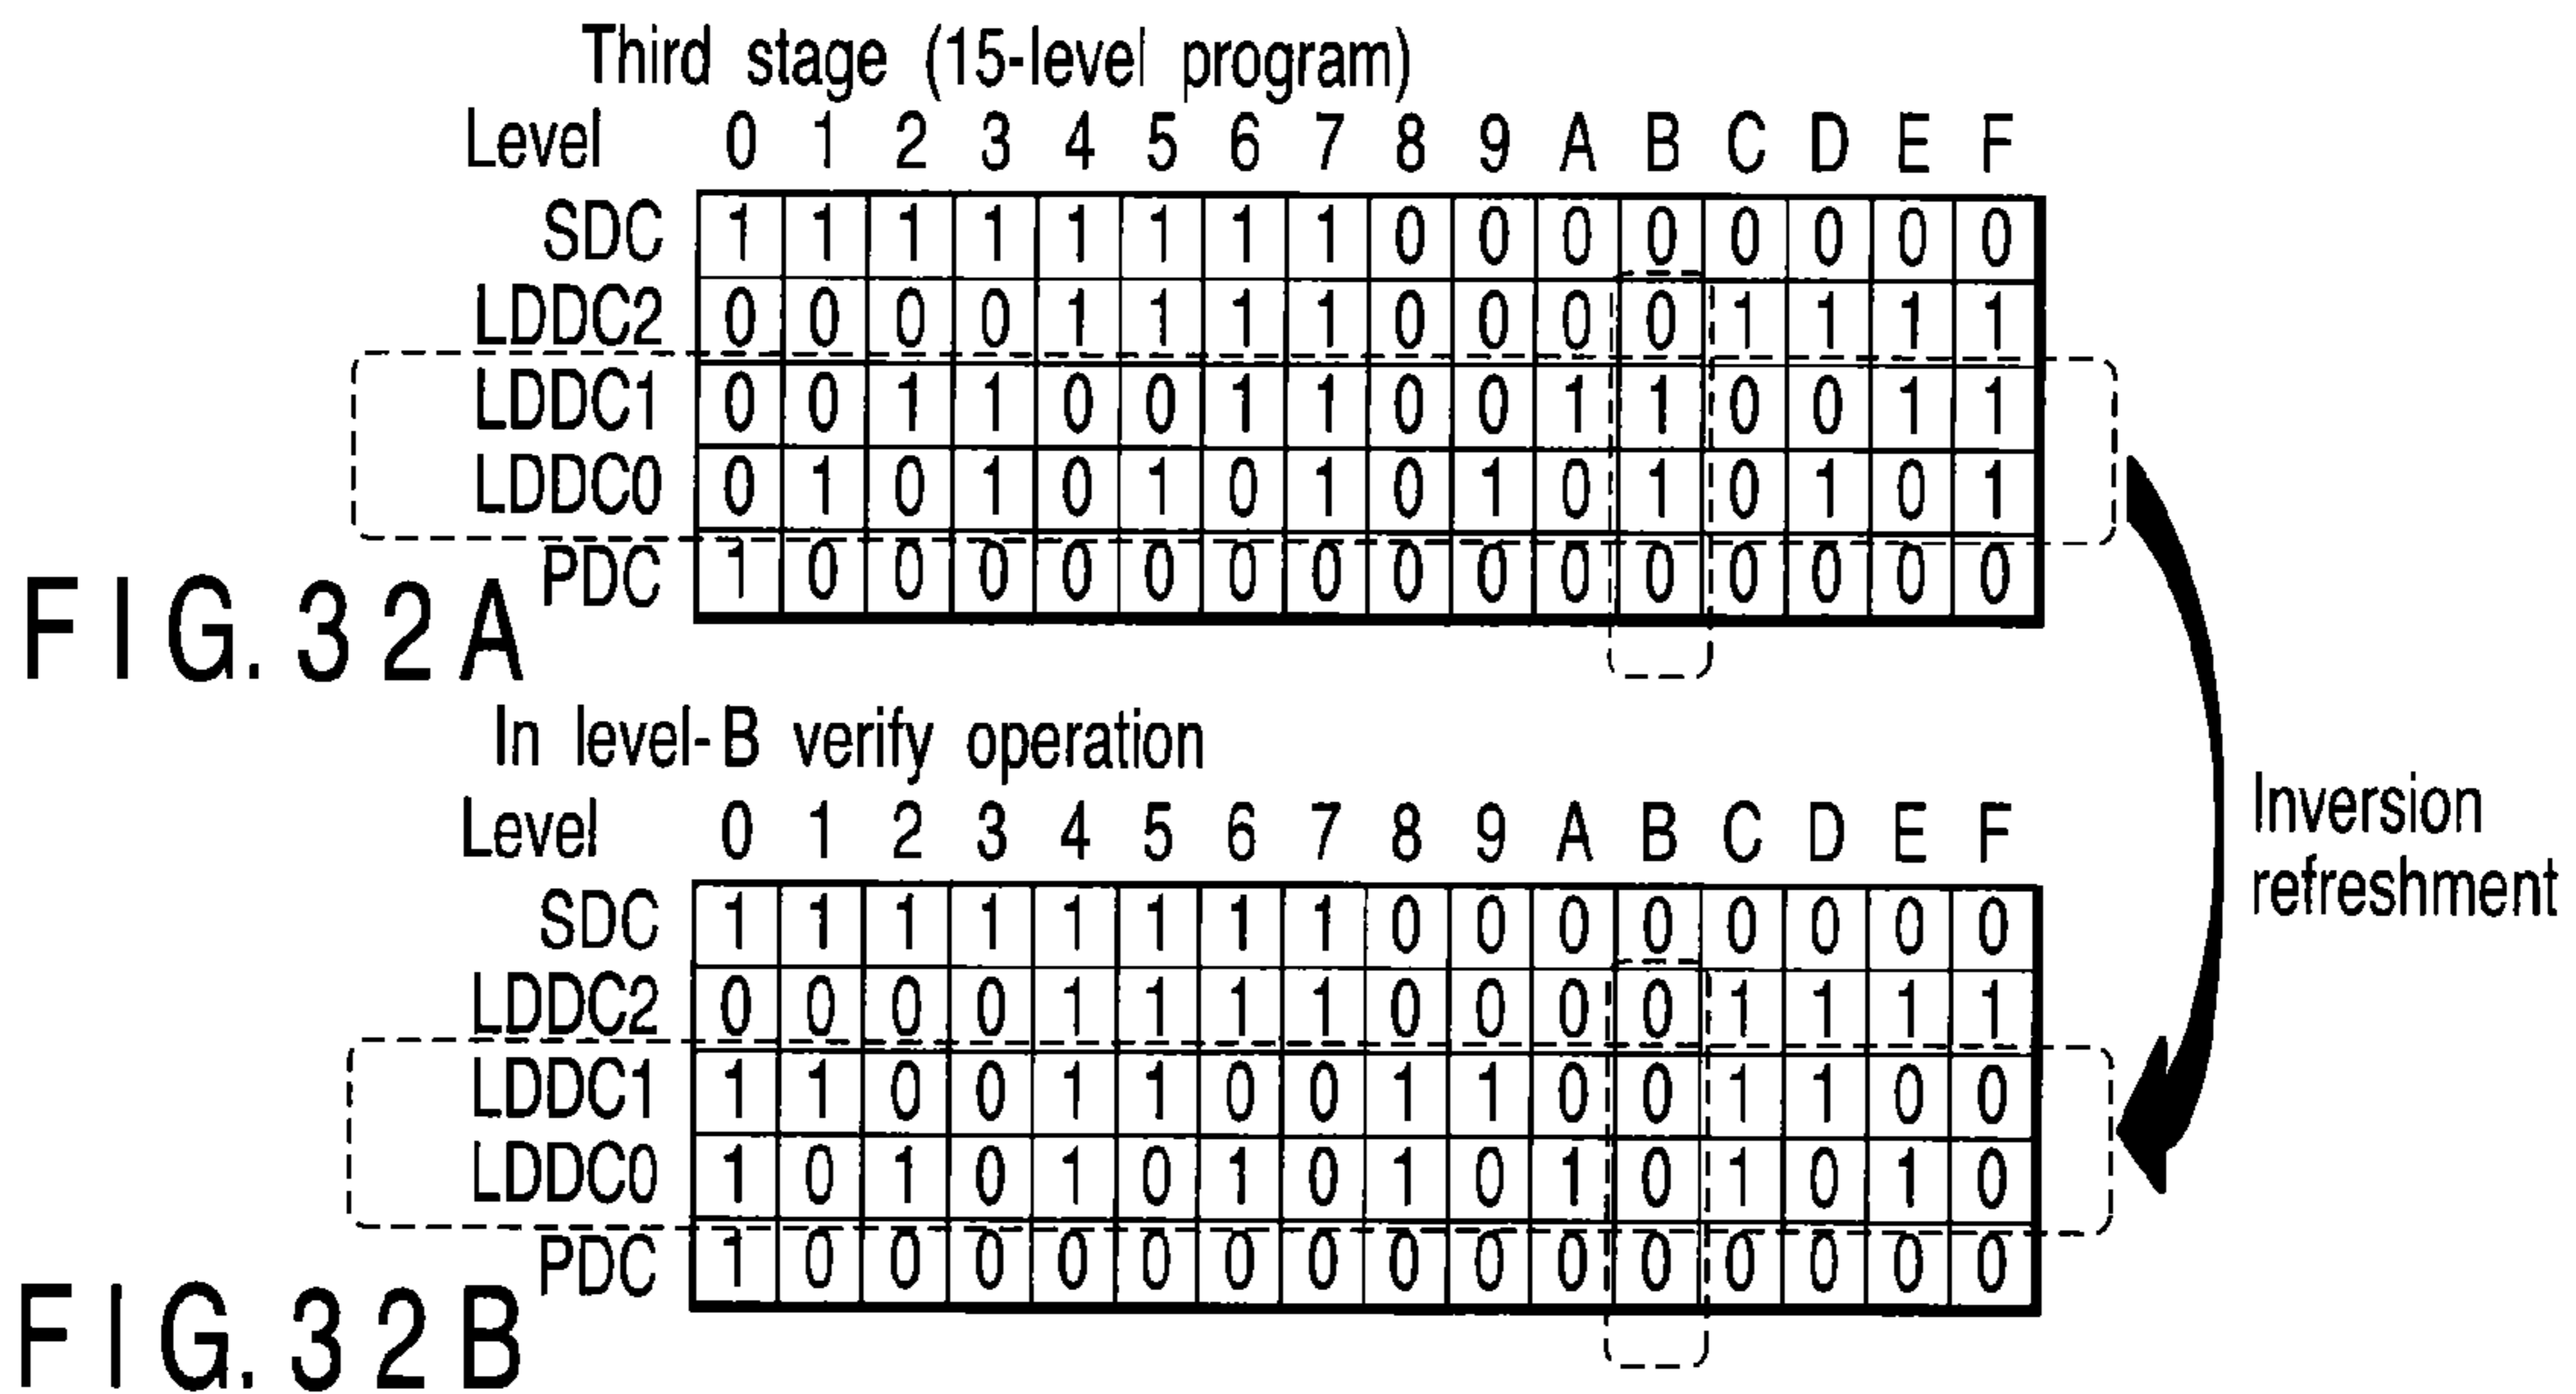 Third stage (15-level program)
Level 0 1 2 3 4 5 6 7 8 9 A B C D E F
SDC 1 1 1 1 1 1 1 1 0 0 0 0 0 0 0 0
LDDC2 0 0 0 0 1 1 1 1 0 0 0 0 1 1 1 1
LDDC1 0 0 1 1 0 0 1 1 0 0 1 1 0 0 1 1
LDDC0 0 1 0 1 0 1 0 1 0 1 0 1 0 1 0 1
PDC 1 0 0 0 0 0 0 0 0 0 0 0 0 0 0 0
FIG. 32A
In level-B verify operation
Level 0 1 2 3 4 5 6 7 8 9 A B C D E F
SDC 1 1 1 1 1 1 1 1 0 0 0 0 0 0 0 0
LDDC2 0 0 0 0 1 1 1 1 0 0 0 0 1 1 1 1
LDDC1 1 1 0 0 1 1 0 0 1 1 0 0 1 1 0 0
LDDC0 1 0 1 0 1 0 1 0 1 0 1 0 1 0 1 0
PDC 1 0 0 0 0 0 0 0 0 0 0 0 0 0 0 0
FIG. 32B
Inversion
refreshment